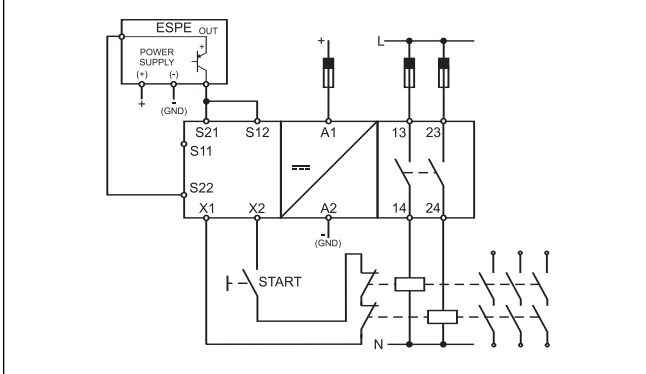 ESPE OUT
+
POWER
SUPPLY
(+) (-)
+ -
(GND)
+
L
S21 S12 A1 13 23
S11
S22
X1 X2 A2 14 24
-
(GND)
START
N